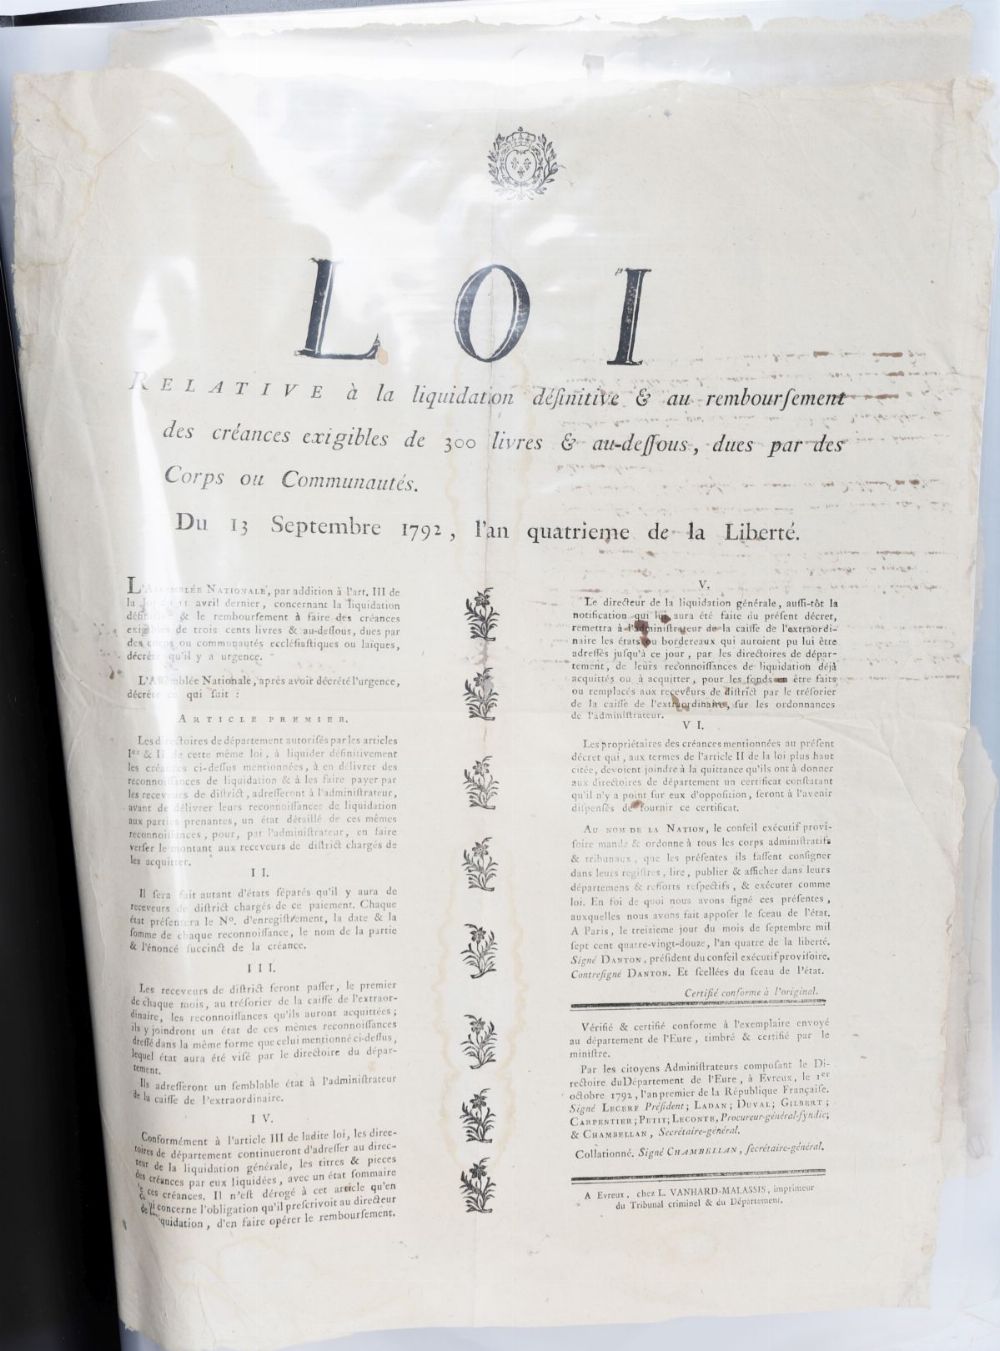 LOI
RELATIVE à la liquidation définitive & au rembourſement
des créances exigibles de 300 livres & au-deſſous, dues par des
Corps ou Communautés.
Du 13 Septembre 1792, l'an quatrieme de la Liberté.
L'ASSEMBLÉE NATIONALE, par addition à l'art. III de
la loi du 11 avril dernier, concernant la liquidation
définitive & le rembourſement à faire des créances
exigibles de trois cents livres & au-deſſous, dues par
des corps ou communautés eccléſiaſtiques ou laïques,
décrète qu'il y a urgence.
L'Aſſemblée Nationale, après avoir décrété l'urgence,
décrète ce qui ſuit :
ARTICLE PREMIER.
Les directoires de département autoriſés par les articles
Ier & II de cette même loi, à liquider définitivement
les créances ci-deſſus mentionnées, à en délivrer des
reconnoiſſances de liquidation & à les faire payer par
les receveurs de diſtrict, adreſſeront à l'adminiſtrateur,
avant de délivrer leurs reconnoiſſances de liquidation
aux parties prenantes, un état détaillé de ces mêmes
reconnoiſſances, pour, par l'adminiſtrateur, en faire
verſer le montant aux receveurs de diſtrict chargés de
les acquitter.
II.
Il ſera fait autant d'états ſéparés qu'il y aura de
receveurs de diſtrict chargés de ce paiement. Chaque
état préſentera le No. d'enregiſtrement, la date & la
ſomme de chaque reconnoiſſance, le nom de la partie
& l'énoncé ſuccinct de la créance.
III.
Les receveurs de diſtrict feront paſſer, le premier
de chaque mois, au tréſorier de la caiſſe de l'extraor-
dinaire, les reconnoiſſances qu'ils auront acquittées;
ils y joindront un état de ces mêmes reconnoiſſances
dreſſé dans la même forme que celui mentionné ci-deſſus,
lequel état aura été viſé par le directoire du dépar-
tement.
Ils adreſſeront un ſemblable état à l'adminiſtrateur
de la caiſſe de l'extraordinaire.
IV.
Conformément à l'article III de ladite loi, les direc-
toires de département continueront d'adreſſer au direc-
teur de la liquidation générale, les titres & pieces
des créances par eux liquidées, avec un état ſommaire
de ces créances. Il n'eſt dérogé à cet article qu'en
ce qui concerne l'obligation qu'il preſcrivoit au directeur
de liquidation, d'en faire opérer le rembourſement.
V.
Le directeur de la liquidation générale, auſſi-tôt la
notification qui lui aura été faite du préſent décret,
remettra à l'adminiſtrateur de la caiſſe de l'extraordi-
naire les états ou bordereaux qui auroient pu lui être
adreſſés juſqu'à ce jour, par les directoires de dépar-
tement, de leurs reconnoiſſances de liquidation déjà
acquittés ou à acquitter, pour les fonds en être faits
ou remplacés aux receveurs de diſtrict par le tréſorier
de la caiſſe de l'extraordinaire, ſur les ordonnances
de l'adminiſtrateur.
VI.
Les propriétaires des créances mentionnées au préſent
décret qui, aux termes de l'article II de la loi plus haut
citée, devoient joindre à la quittance qu'ils ont à donner
aux directoires de département un certificat conſtatant
qu'il n'y a point ſur eux d'oppoſition, ſeront à l'avenir
diſpenſés de fournir ce certificat.
AU NOM DE LA NATION, le conſeil exécutif provi-
ſoire mande & ordonne à tous les corps adminiſtratifs
& tribunaux, que les préſentes ils faſſent conſigner
dans leurs regiſtres, lire, publier & afficher dans leurs
départemens & reſſorts reſpectifs, & exécuter comme
loi. En foi de quoi nous avons ſigné ces préſentes,
auxquelles nous avons fait appoſer le ſceau de l'état.
A Paris, le treizieme jour du mois de ſeptembre mil
ſept cent quatre-vingt-douze, l'an quatre de la liberté.
Signé DANTON, préſident du conſeil exécutif proviſoire.
Contreſigné DANTON. Et ſcellées du ſceau de l'état.
Certifié conforme à l'original.
Vérifié & certifié conforme à l'exemplaire envoyé
au département de l'Eure, timbré & certifié par le
miniſtre.
Par les citoyens Adminiſtrateurs compoſant le Di-
rectoire du Département de l'Eure, à Evreux, le 1er
octobre 1792, l'an premier de la République Françaiſe.
Signé LECERF Préſident; LADAN; DUVAL; GILBERT;
CARPENTIER; PETIT; LECONTE, Procureur-général-ſyndic;
& CHAMBELLAN, Secrétaire-général.
Collationné. Signé CHAMBELLAN, ſecrétaire-général.
A Evreux, chez L. VANHARD-MALASSIS, imprimeur
du Tribunal criminel & du Département.